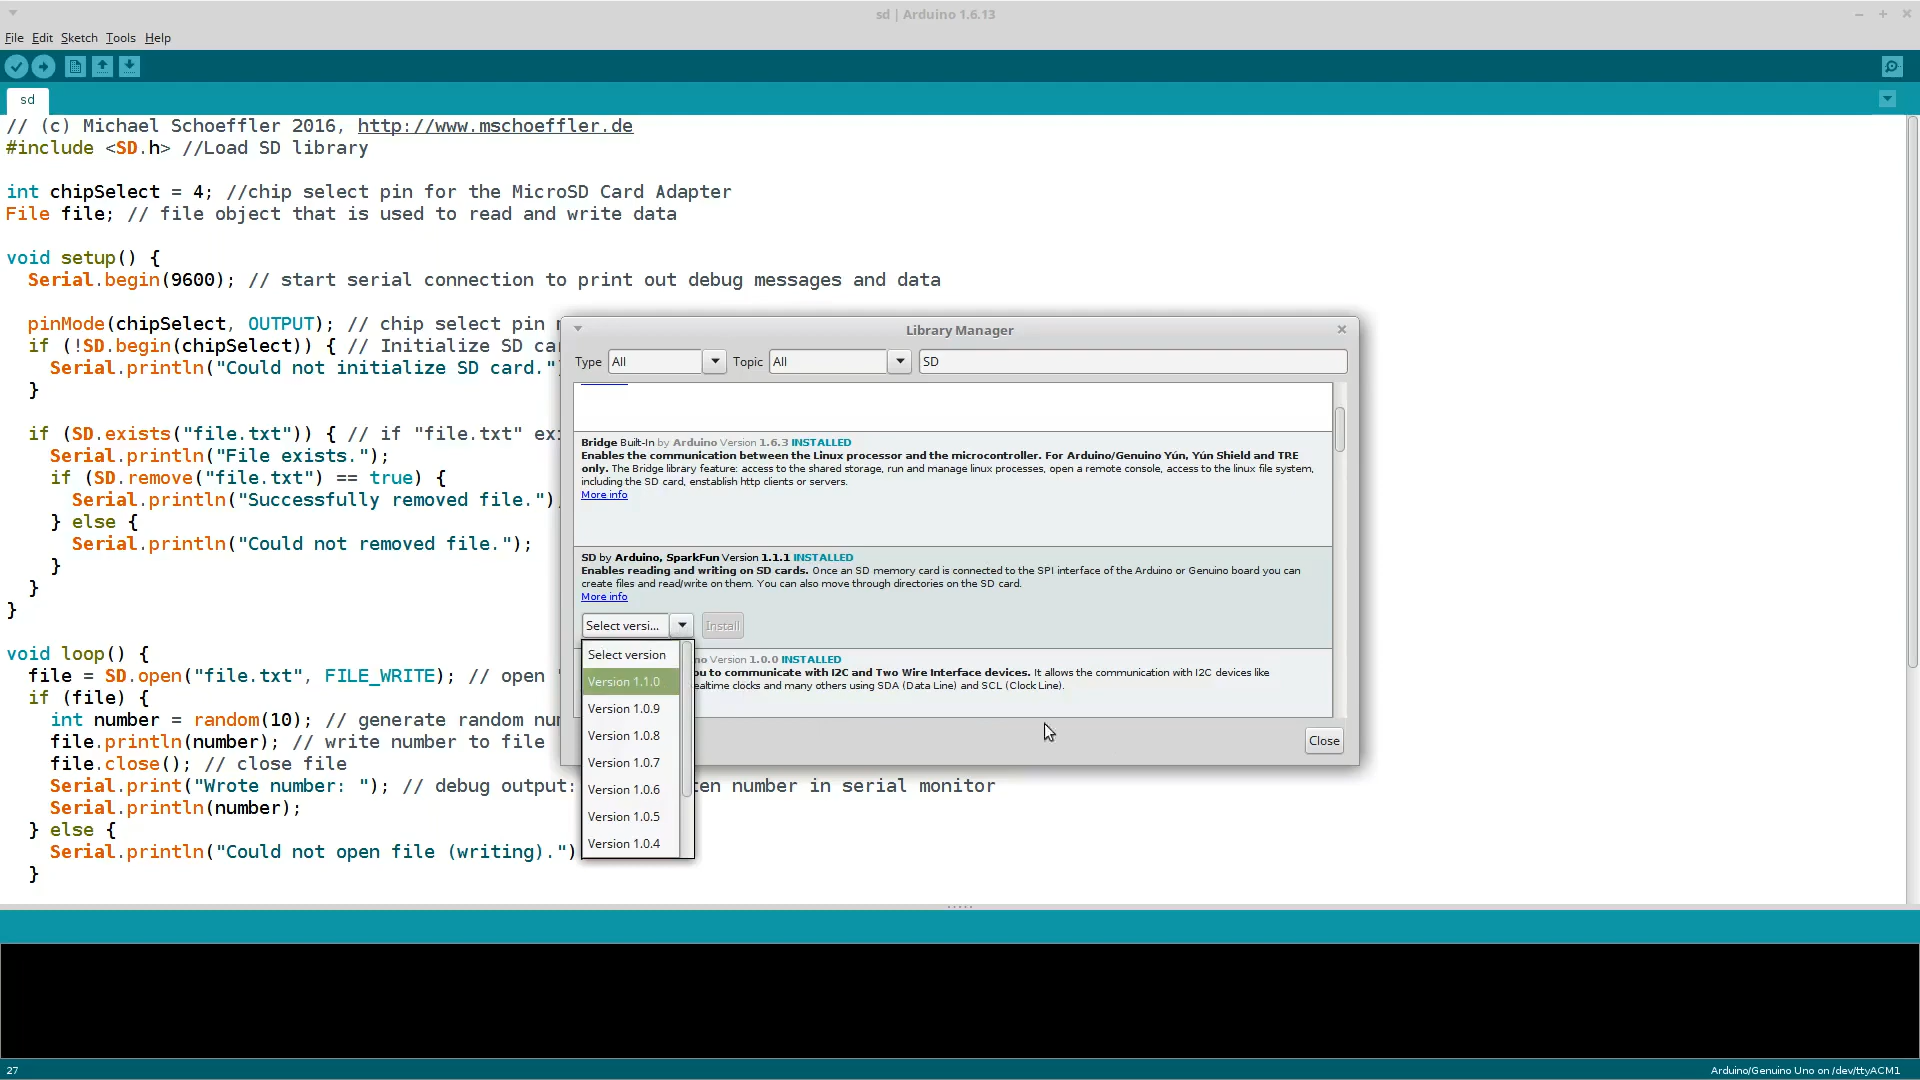 sd | Arduino 1.6.13
File Edit Sketch Tools Help
sd
// (c) Michael Schoeffler 2016, http://www.mschoeffler.de
#include <SD.h> //Load SD library
int chipSelect = 4; //chip select pin for the MicroSD Card Adapter
File file; // file object that is used to read and write data
void setup() {
Serial.begin(9600); // start serial connection to print out debug messages and data
pinMode(chipSelect, OUTPUT); // chip select pin
if (!SD.begin(chipSelect)) { // Initialize SD
Serial.println("Could not initialize SD card."
}
if (SD.exists("file.txt")) { // if "file.txt"
Serial.println("File exists.");
if (SD.remove("file.txt") == true) {
Serial.println("Successfully removed file.")
} else {
Serial.println("Could not removed file.");
}
}
}
void loop() {
file = SD.open("file.txt", FILE_WRITE); // open
if (file) {
int number = random(10); // generate random
file.println(number); // write number to file
file.close(); // close file
Serial.print("Wrote number: "); // debug output: number in serial monitor
Serial.println(number);
} else {
Serial.println("Could not open file (writing).")
}
Library Manager
Type All Topic All SD
Bridge Built-In by Arduino Version 1.6.3 INSTALLED
Enables the communication between the Linux processor and the microcontroller. For Arduino/Genuino Yún, Yún Shield and TRE
only. The Bridge library feature: access to the shared storage, run and manage linux processes, open a remote console, access to the linux file system,
including the SD card, enstablish http clients or servers.
More info
SD by Arduino, SparkFun Version 1.1.1 INSTALLED
Enables reading and writing on SD cards. Once an SD memory card is connected to the SPI interface of the Arduino or Genuino board you can
create files and read/write on them. You can also move through directories on the SD card.
More info
Select versi... Install
Select version
Version 1.1.0
Version 1.0.9
Version 1.0.8
Version 1.0.7
Version 1.0.6
Version 1.0.5
Version 1.0.4
Version 1.0.0 INSTALLED
to communicate with I2C and Two Wire Interface devices. It allows the communication with I2C devices like
clocks and many others using SDA (Data Line) and SCL (Clock Line).
Close
27
Arduino/Genuino Uno on /dev/ttyACM1